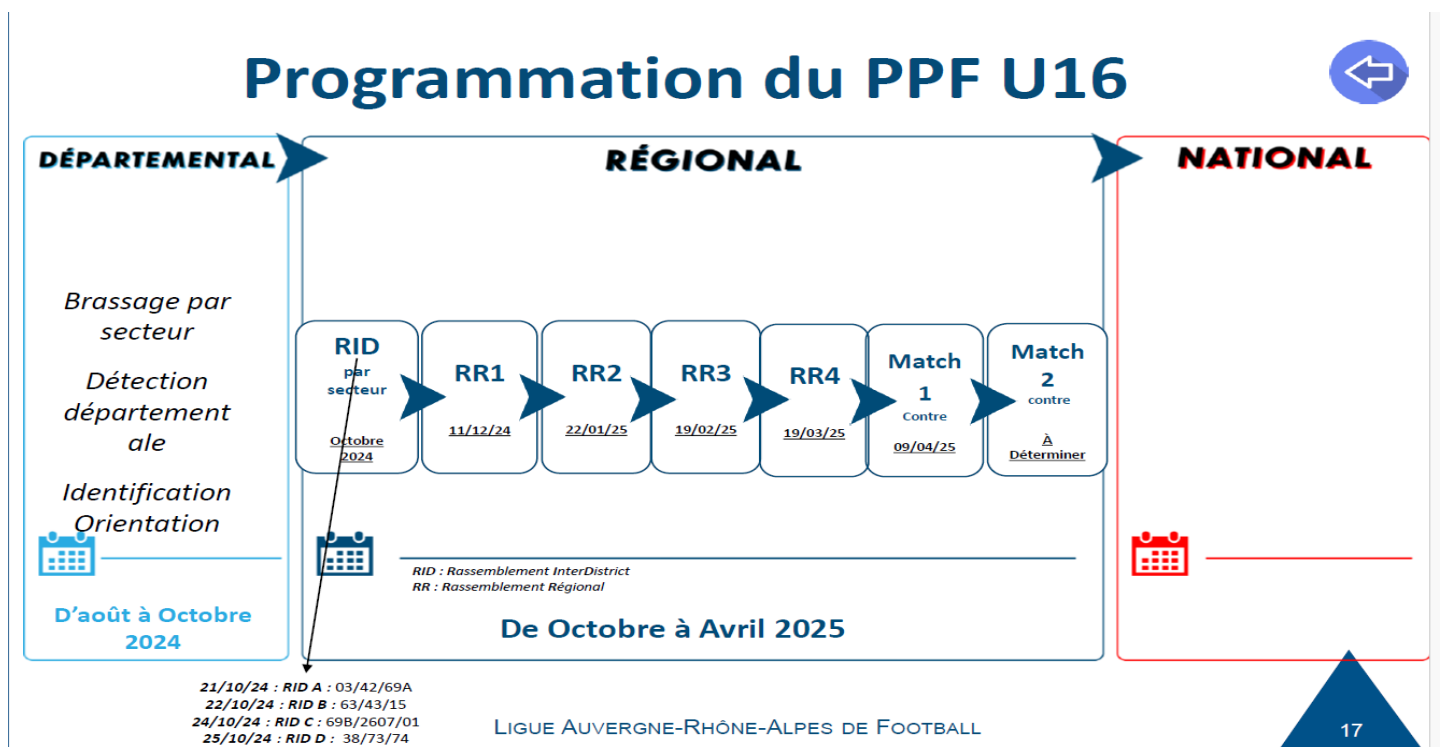 Programmation du PPF U16
DÉPARTEMENTAL
RÉGIONAL
NATIONAL
Brassage par
secteur
Détection
département
ale
Identification
Orientation
D'août à Octobre
2024
RID
par
secteur
Octobre
2024
RR1
11/12/24
RR2
22/01/25
RR3
19/02/25
RR4
19/03/25
Match
1
Contre
09/04/25
Match
2
contre
À
Déterminer
RID : Rassemblement InterDistrict
RR : Rassemblement Régional
De Octobre à Avril 2025
21/10/24 : RID A : 03/42/69A
22/10/24 : RID B : 63/43/15
24/10/24 : RID C : 69B/2607/01
25/10/24 : RID D : 38/73/74
LIGUE AUVERGNE-RHÔNE-ALPES DE FOOTBALL
17